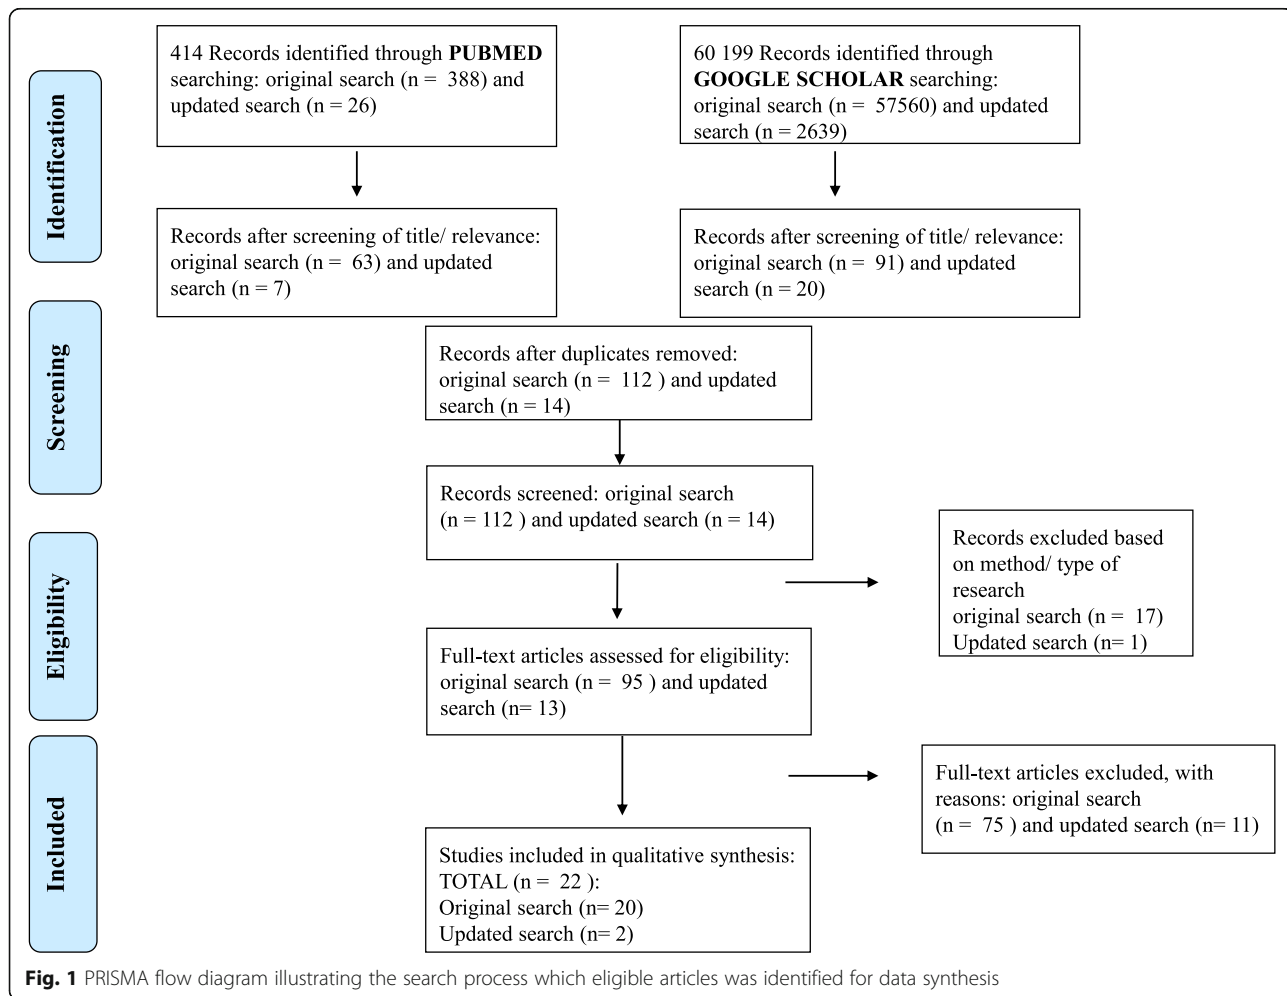 414 Records identified through PUBMED
searching: original search (n = 388) and
updated search (n = 26)
60 199 Records identified through
GOOGLE SCHOLAR searching:
original search (n = 57560) and updated
search (n = 2639)
Identification
Records after screening of title/ relevance:
original search (n = 63) and updated
search (n = 7)
Records after screening of title/ relevance:
original search (n = 91) and updated
search (n = 20)
Screening
Records after duplicates removed:
original search (n = 112 ) and updated
search (n = 14)
Records screened: original search
(n = 112 ) and updated search (n = 14)
Records excluded based
on method/ type of
research
original search (n = 17)
Updated search (n= 1)
Eligibility
Full-text articles assessed for eligibility:
original search (n = 95 ) and updated
search (n= 13)
Full-text articles excluded, with
reasons: original search
(n = 75 ) and updated search (n= 11)
Included
Studies included in qualitative synthesis:
TOTAL (n = 22 ):
Original search (n= 20)
Updated search (n= 2)
Fig. 1 PRISMA flow diagram illustrating the search process which eligible articles was identified for data synthesis